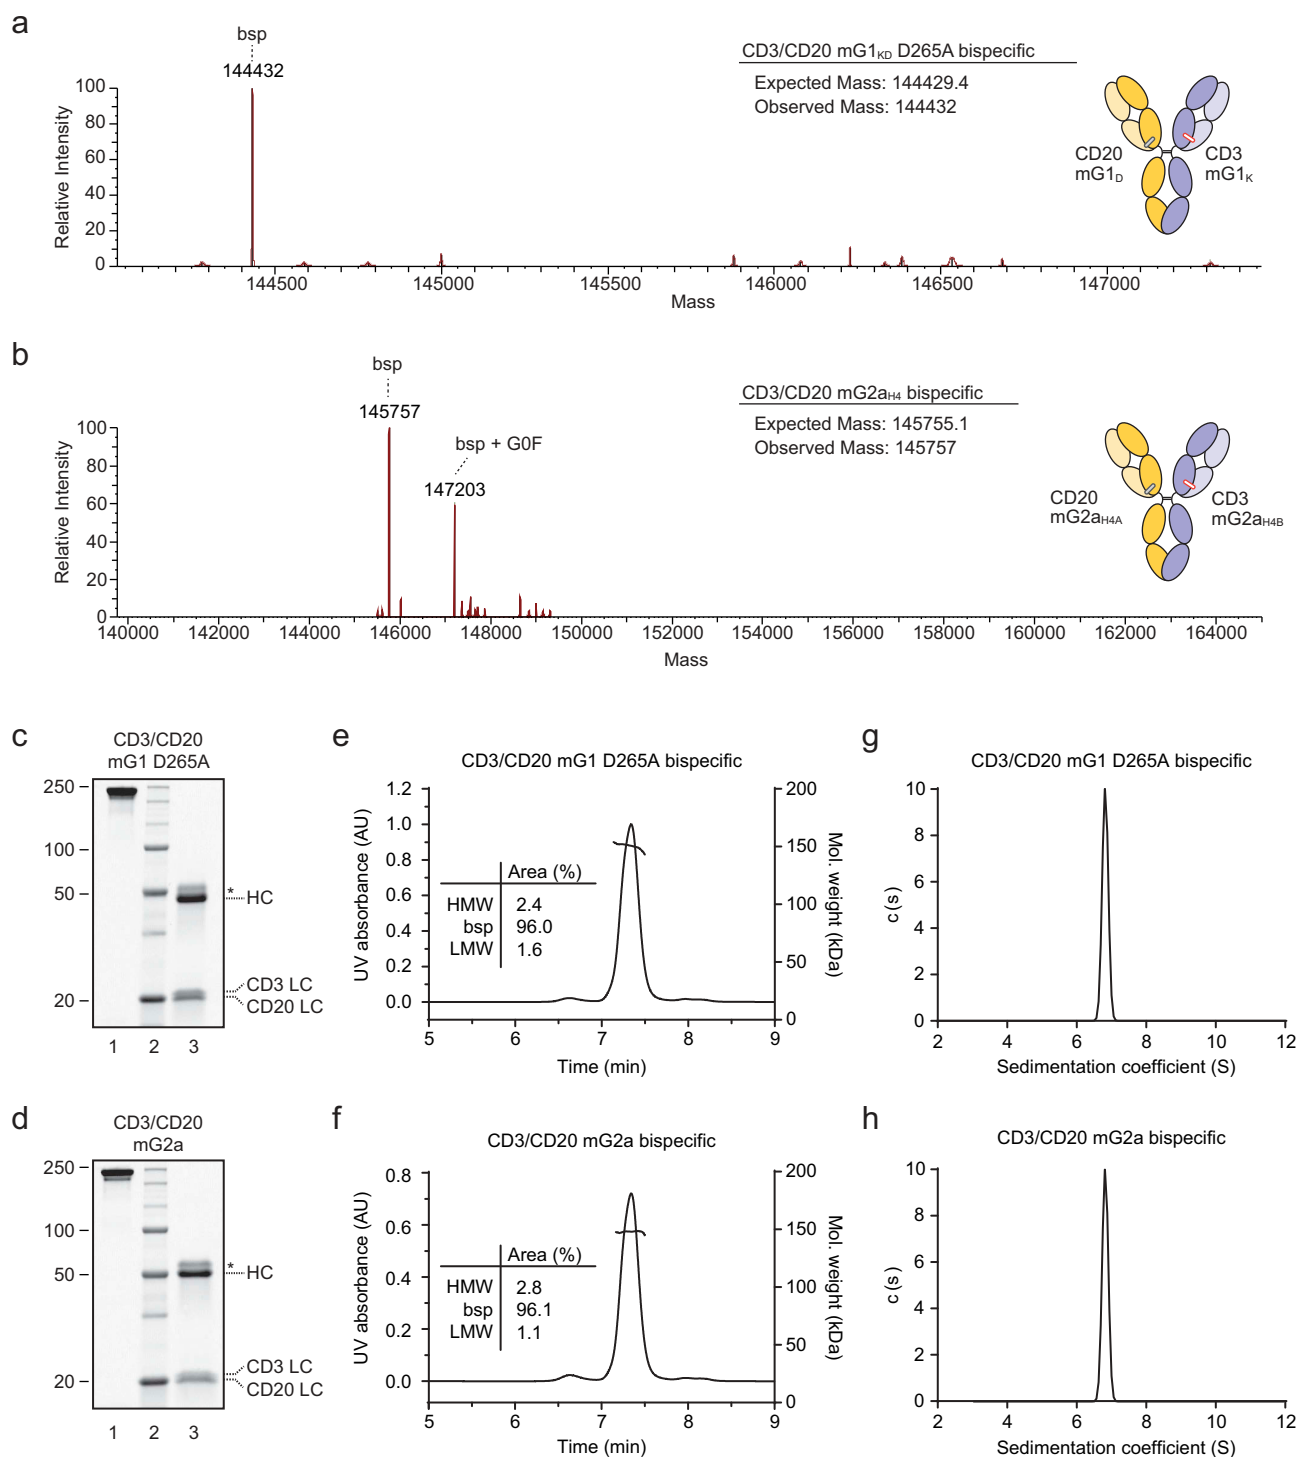 a
bsp
144432
CD3/CD20 mG1KD D265A bispecific
Expected Mass: 144429.4
Observed Mass: 144432
CD20
mG1D
CD3
mG1K
Relative Intensity
100
80
60
40
20
0
144500 145000 145500 146000 146500 147000
Mass
b
bsp
145757
bsp + G0F
147203
CD3/CD20 mG2aH4 bispecific
Expected Mass: 145755.1
Observed Mass: 145757
CD20
mG2aH4A
CD3
mG2aH4B
Relative Intensity
100
80
60
40
20
0
140000 142000 144000 146000 148000 150000 152000 154000 156000 158000 160000 162000 164000
Mass
c
CD3/CD20
mG1 D265A
250
100
50
20
*
HC
CD3 LC
CD20 LC
1 2 3
e
CD3/CD20 mG1 D265A bispecific
UV absorbance (AU)
1.2
1.0
0.8
0.6
0.4
0.2
0.0
Area (%)
HMW 2.4
bsp 96.0
LMW 1.6
200
150
100
50
0
Mol. weight (kDa)
5 6 7 8 9
Time (min)
g
CD3/CD20 mG1 D265A bispecific
c(s)
10
8
6
4
2
0
2 4 6 8 10 12
Sedimentation coefficient (S)
d
CD3/CD20
mG2a
250
100
50
20
*
HC
CD3 LC
CD20 LC
1 2 3
f
CD3/CD20 mG2a bispecific
UV absorbance (AU)
0.8
0.6
0.4
0.2
0.0
Area (%)
HMW 2.8
bsp 96.1
LMW 1.1
200
150
100
50
0
Mol. weight (kDa)
5 6 7 8 9
Time (min)
h
CD3/CD20 mG2a bispecific
c(s)
10
8
6
4
2
0
2 4 6 8 10 12
Sedimentation coefficient (S)